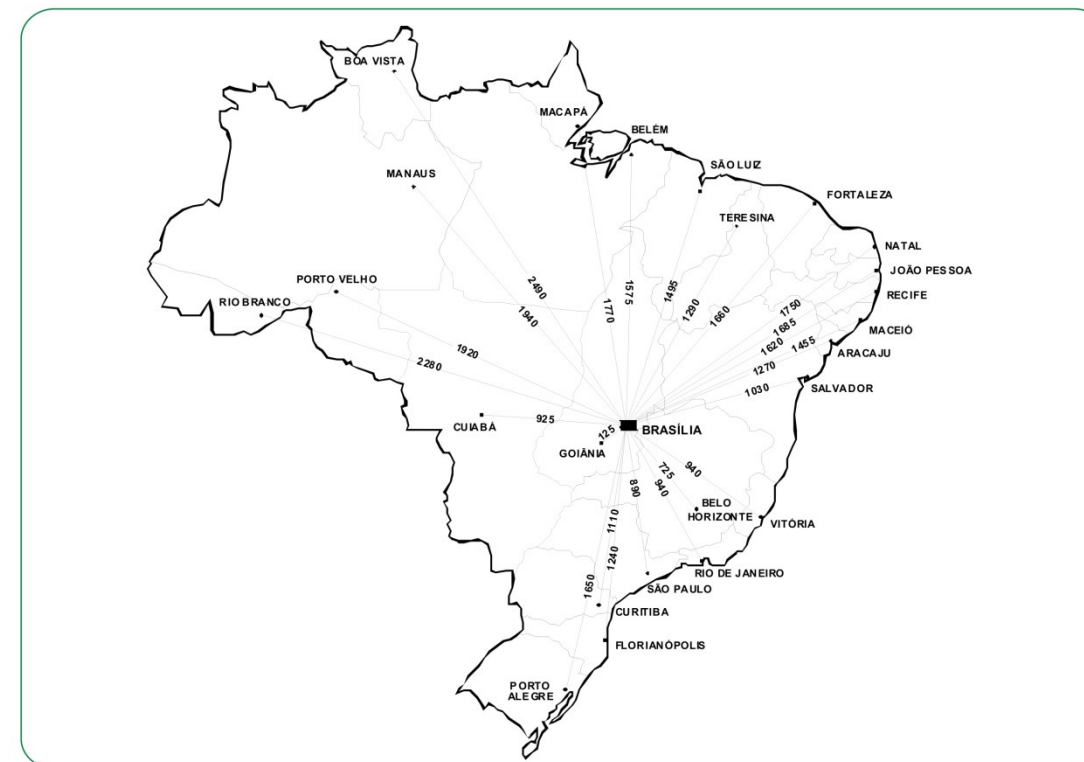 BOA VISTA
MACAPÁ
BELÉM
SÃO LUIZ
MANAUS
FORTALEZA
TERESINA
NATAL
JOÃO PESSOA
PORTO VELHO
RECIFE
RIO BRANCO
MACEIÓ
ARACAJU
SALVADOR
2490
1940
1770
1575
1495
1290
1660
1750
1685
1620
1455
1270
1030
1920
2280
925
CUIABÁ
125
BRASÍLIA
GOIÂNIA
890
940
725
940
BELO
HORIZONTE
VITÓRIA
1110
1240
1650
RIO DE JANEIRO
SÃO PAULO
CURITIBA
FLORIANÓPOLIS
PORTO
ALEGRE